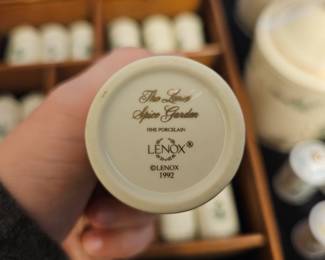 The Lenox
Spice Garden
FINE PORCELAIN
LENOX®
©LENOX
1992